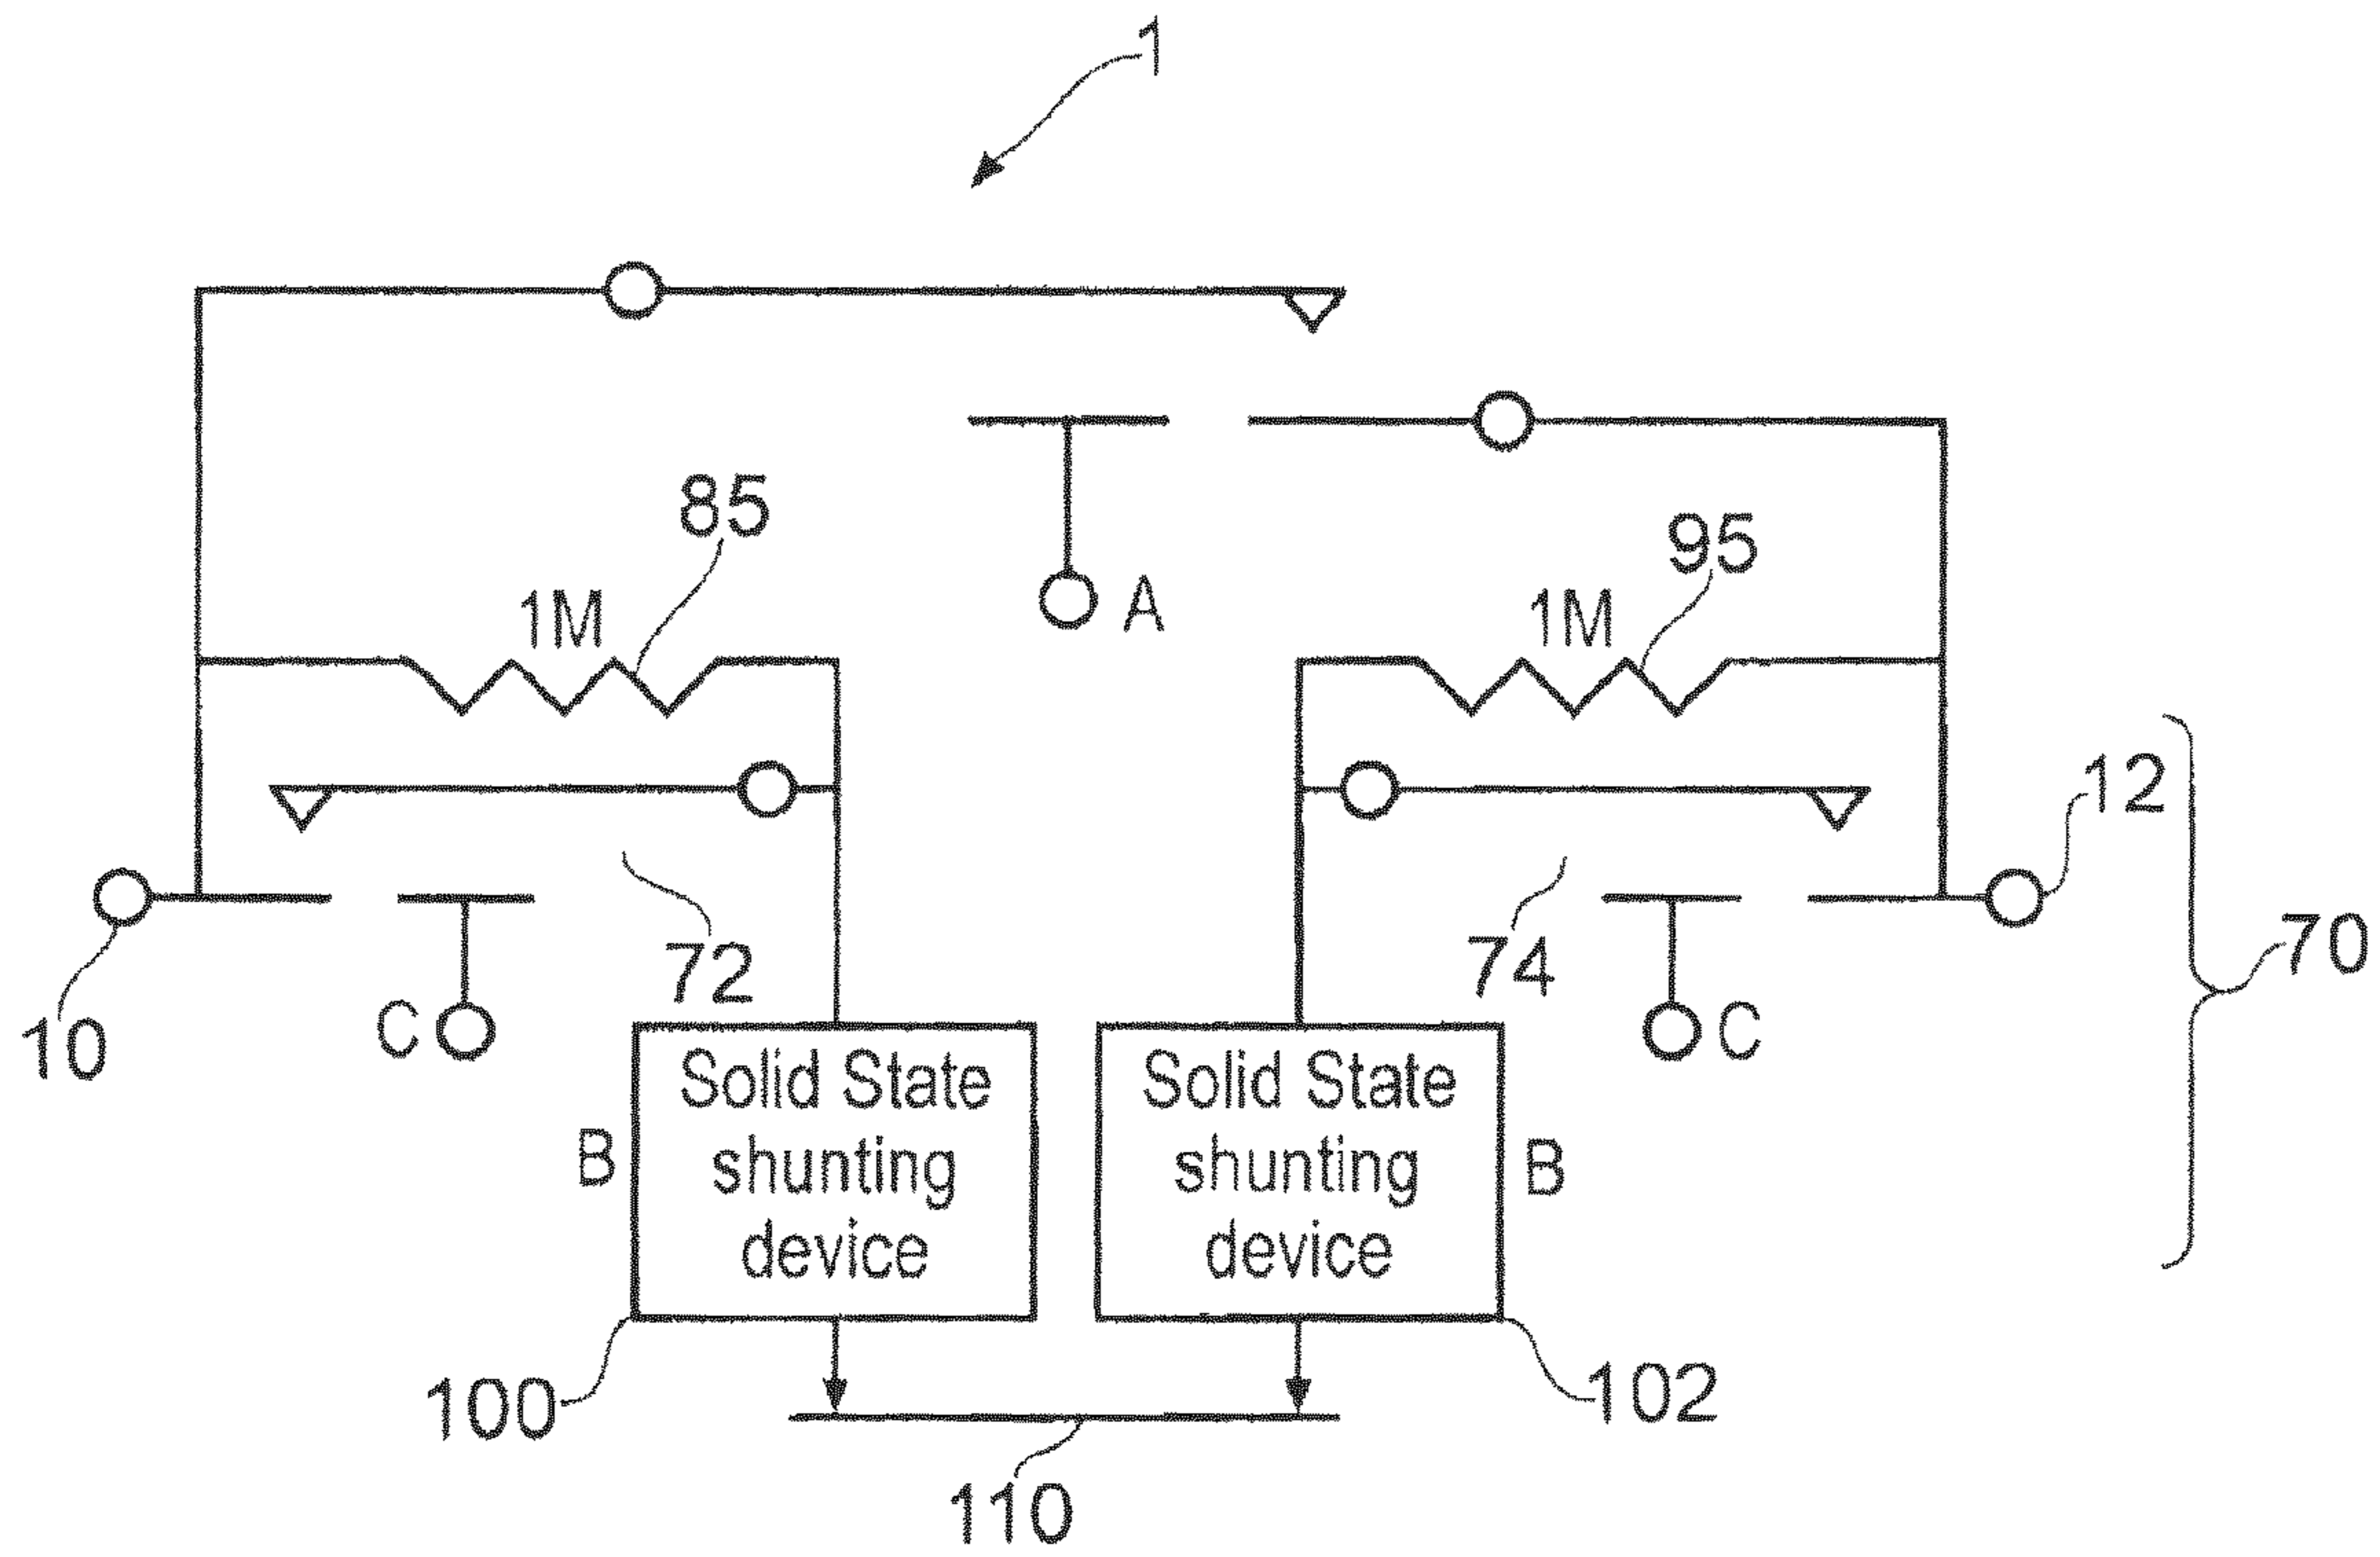 1
85
95
1M
A
1M
12
70
72
74
10
C
C
Solid State
shunting
device
B
Solid State
shunting
device
B
100
102
110